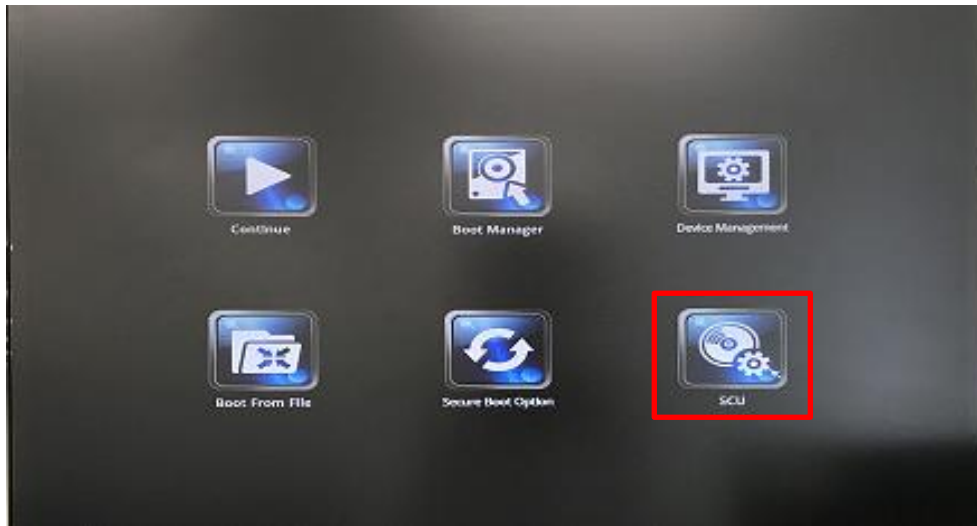 Continue
Boot Manager
Device Management
Boot From File
Secure Boot Option
SCU